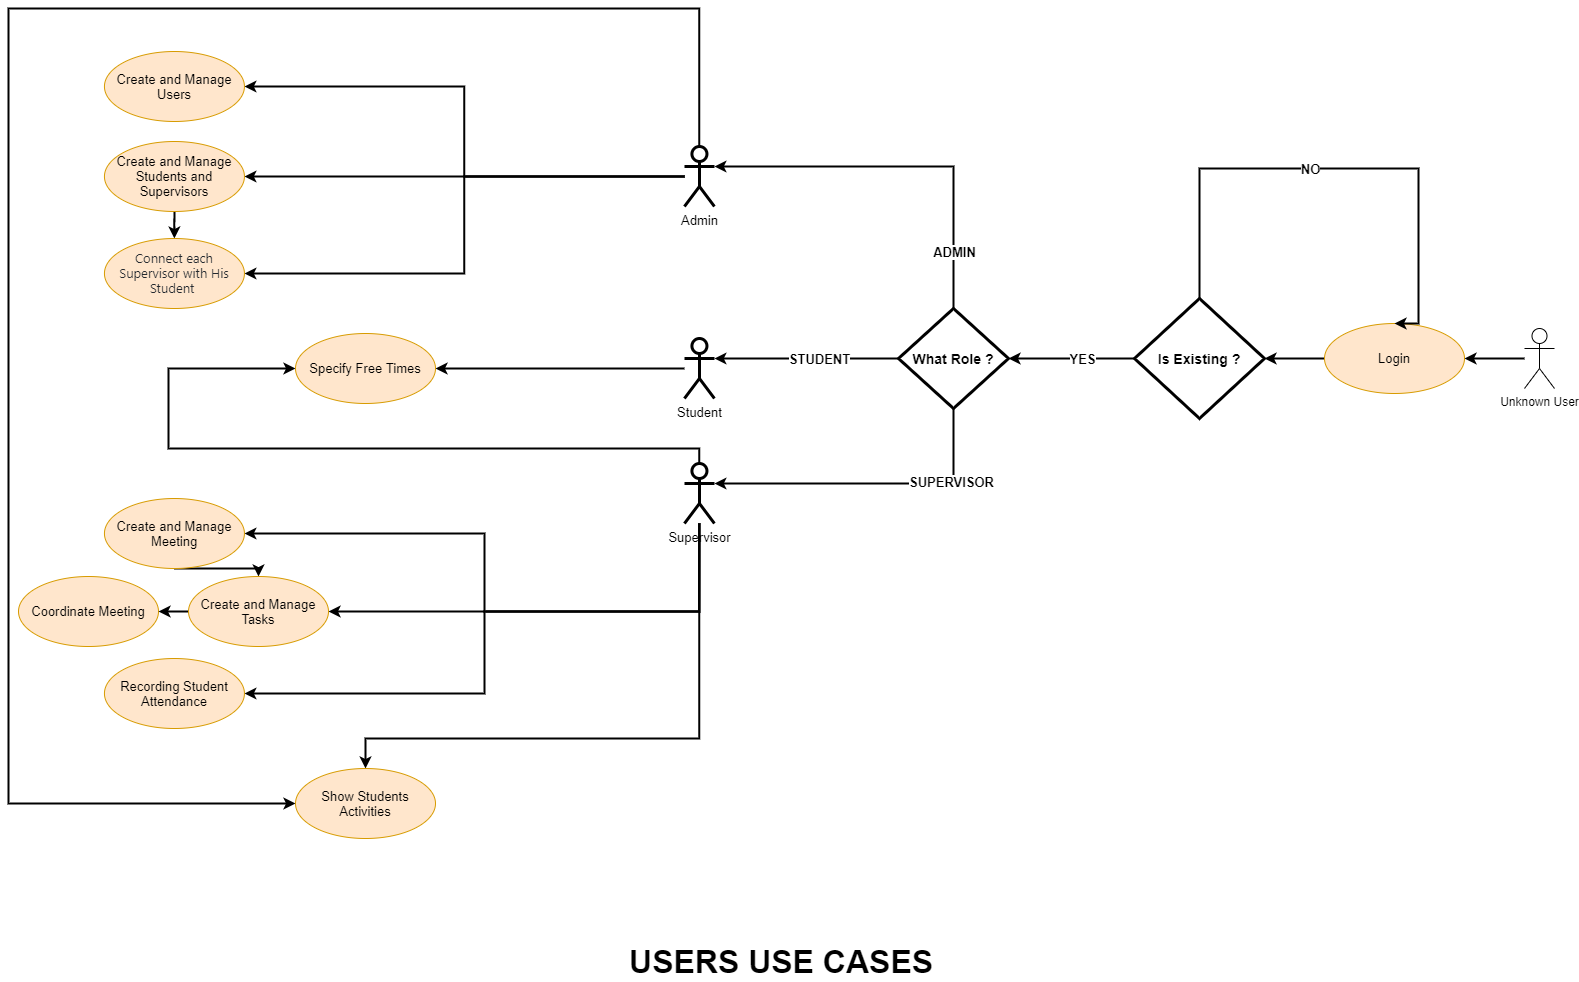 Create and Manage
Users
Create and Manage
Students and
Supervisors
Connect each
Supervisor with His
Student
Admin
ADMIN
NO
Specify Free Times
Student
STUDENT
What Role ?
YES
Is Existing ?
Login
Unknown User
SUPERVISOR
Supervisor
Create and Manage
Meeting
Coordinate Meeting
Create and Manage
Tasks
Recording Student
Attendance
Show Students
Activities
USERS USE CASES